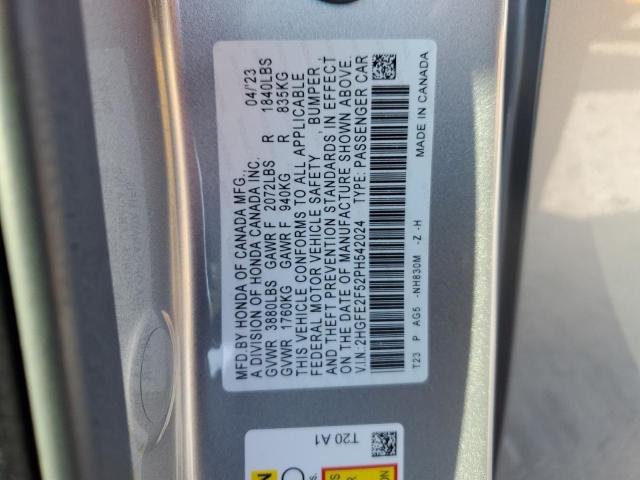 MFD.BY HONDA OF CANADA MFG. 04/'23
A DIVISION OF HONDA CANADA INC.
GVWR 3880LBS GAWR F 2072LBS R 1840LBS
GVWR 1760KG GAWR F 940KG R 835KG
THIS VEHICLE CONFORMS TO ALL APPLICABLE
FEDERAL MOTOR VEHICLE SAFETY, BUMPER,
AND THEFT PREVENTION STANDARDS IN EFFECT
ON THE DATE OF MANUFACTURE SHOWN ABOVE.
V.I.N: 2HGFE2F52PH542024 TYPE: PASSENGER CAR
T23 P AG5 -NH830M -Z -H MADE IN CANADA
T20 A1